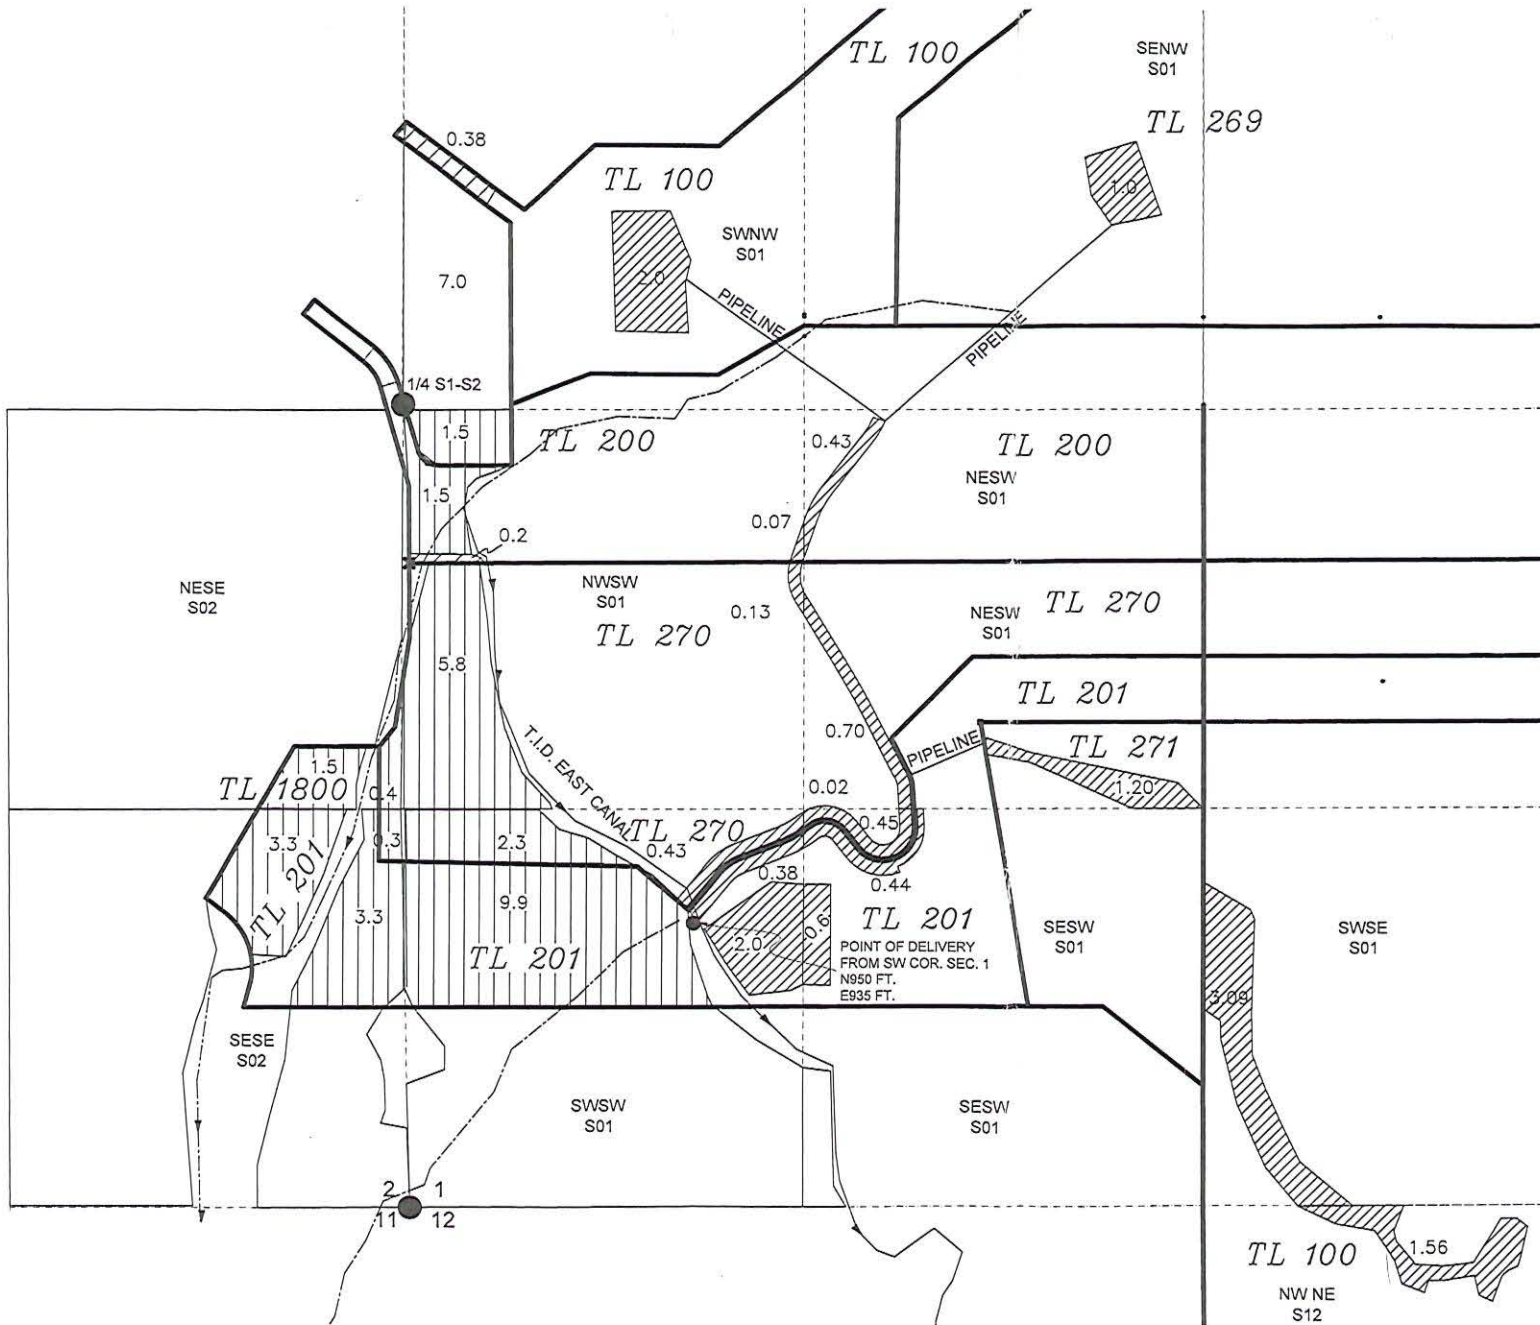 TL 100
SENW
S01
TL 269
0.38
TL 100
1.0
SWNW
S01
7.0
2.0
PIPELINE
PIPELINE
1/4 S1-S2
1.5
TL 200
0.43
TL 200
NESW
S01
1.5
0.07
0.2
NESE
S02
NWSW
S01
0.13
TL 270
NESW
S01
TL 270
5.8
TL 201
T.I.D. EAST CANAL
0.70
PIPELINE
TL 271
1.5
TL 1800
0.4
0.02
1.20
3.3
0.3
2.3
TL 270
0.45
0.43
0.38
0.44
TL 201
9.9
3.3
TL 201
2.0
0.6
TL 201
POINT OF DELIVERY
FROM SW COR. SEC. 1
N950 FT.
E935 FT.
SESW
S01
SWSE
S01
3.09
SESE
S02
SWSW
S01
SESW
S01
2 1
11 12
TL 100
1.56
NW NE
S12